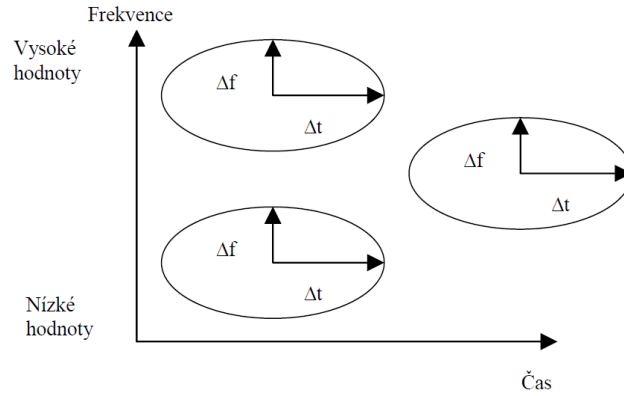 Frekvence
Vysoké
hodnoty
Δf
Δt
Δf
Δt
Δf
Δt
Nízké
hodnoty
Čas